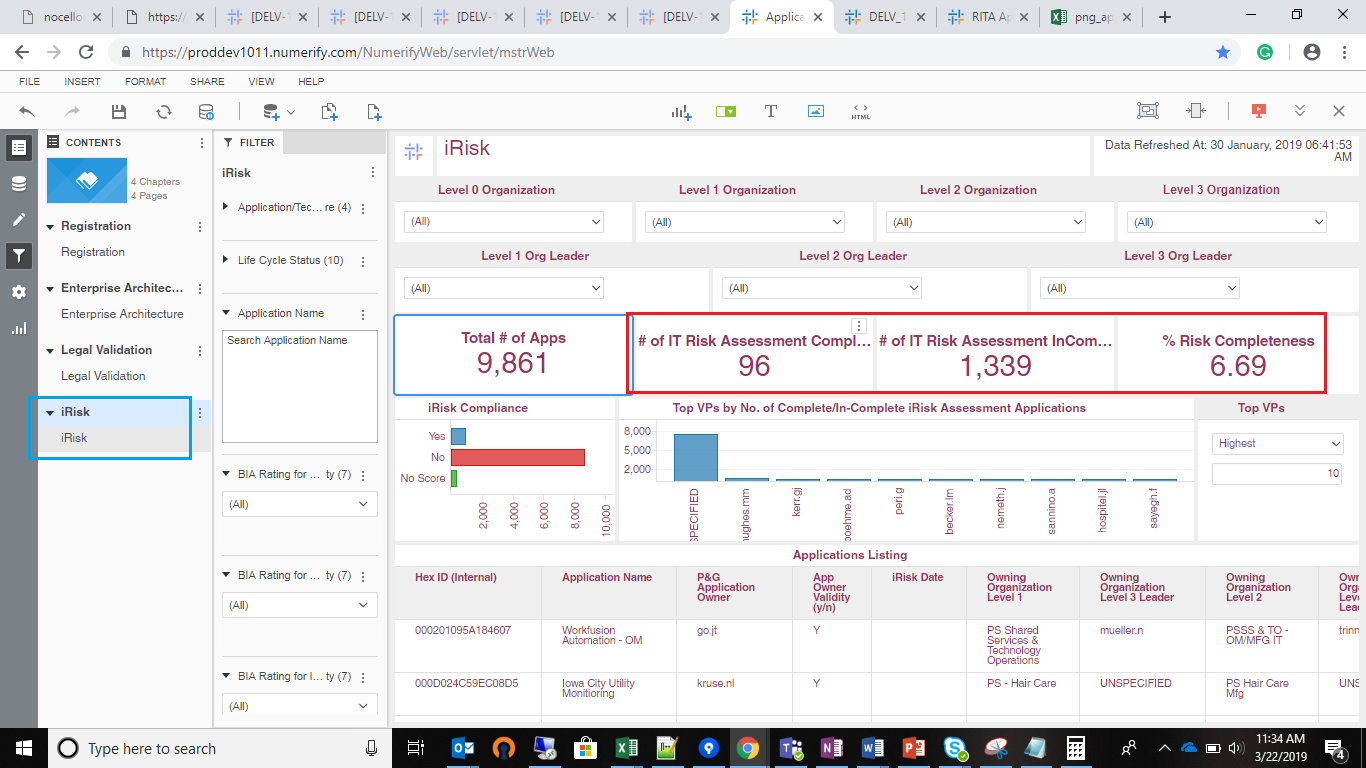 nocello
https://
[DELV-1
[DELV-1
[DELV-1
[DELV-1
[DELV-1
Applica
DELV_1
RITA Ap
png_ap
https://proddev1011.numerify.com/NumerifyWeb/servlet/mstrWeb
FILE INSERT FORMAT SHARE VIEW HELP
HTML
CONTENTS
4 Chapters
4 Pages
Registration
Registration
Enterprise Architec...
Enterprise Architecture
Legal Validation
Legal Validation
iRisk
iRisk
FILTER
iRisk
Application/Tec... re (4)
Life Cycle Status (10)
Application Name
Search Application Name
BIA Rating for ... ty (7)
(All)
BIA Rating for ... ty (7)
(All)
BIA Rating for I... ty (7)
(All)
iRisk
Data Refreshed At: 30 January, 2019 06:41:53
AM
Level 0 Organization Level 1 Organization Level 2 Organization Level 3 Organization
(All) (All) (All) (All)
Level 1 Org Leader Level 2 Org Leader Level 3 Org Leader
(All) (All) (All)
Total # of Apps
9,861
# of IT Risk Assessment Compl...
96
# of IT Risk Assessment InCom...
1,339
% Risk Completeness
6.69
iRisk Compliance
Yes
No
No Score
2,000 4,000 6,000 8,000 10,000
Top VPs by No. of Complete/In-Complete iRisk Assessment Applications
8,000
5,000
2,000
SPECIFIED
hughes.mm
kerr.gj
boehme.ad
peri.g
becker.lm
nemeth.j
sannino.a
hospitel.jl
sayegh.f
Top VPs
Highest
10
Applications Listing
Hex ID (Internal)
Application Name
P&G
Application
Owner
App
Owner
Validity
(y/n)
iRisk Date
Owning
Organization
Level 1
Owning
Organization
Level 3 Leader
Owning
Organization
Level 2
000201095A184607
Workfusion
Automation - OM
go.jt
Y
PS Shared
Services &
Technology
Operations
mueller.n
PSSS & TO -
OM/MFG IT
trinn
000D024C59EC08D5
Iowa City Utility
Monitioring
kruse.nl
Y
PS - Hair Care
UNSPECIFIED
PS Hair Care
Mfg
UNS
Type here to search
11:34 AM
3/22/2019
4